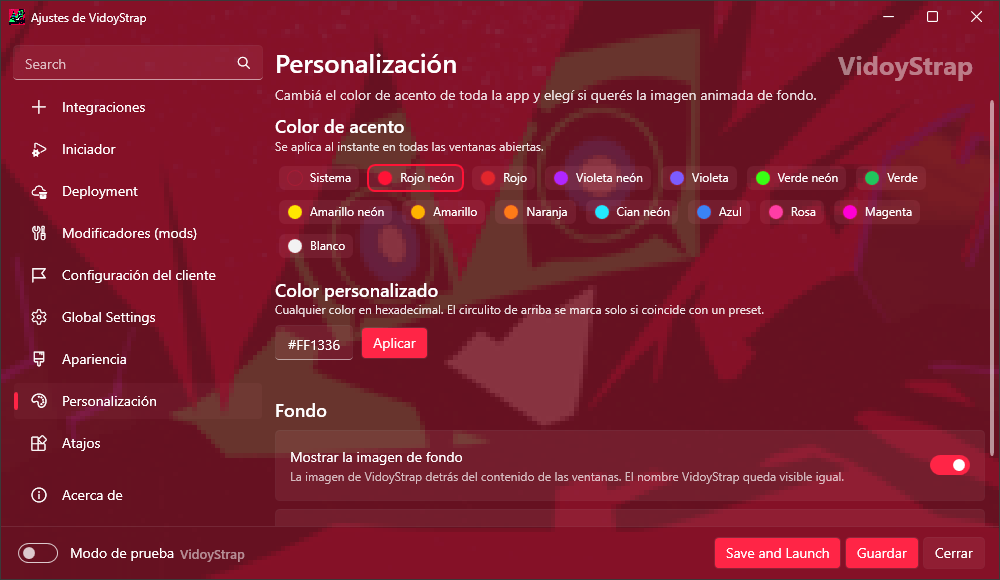 Ajustes de VidoyStrap
Search
Integraciones
Iniciador
Deployment
Modificadores (mods)
Configuración del cliente
Global Settings
Apariencia
Personalización
Atajos
Acerca de
Personalización
VidoyStrap
Cambiá el color de acento de toda la app y elegí si querés la imagen animada de fondo.
Color de acento
Se aplica al instante en todas las ventanas abiertas.
Sistema Rojo neón Rojo Violeta neón Violeta Verde neón Verde
Amarillo neón Amarillo Naranja Cian neón Azul Rosa Magenta
Blanco
Color personalizado
Cualquier color en hexadecimal. El circulito de arriba se marca solo si coincide con un preset.
#FF1336 Aplicar
Fondo
Mostrar la imagen de fondo
La imagen de VidoyStrap detrás del contenido de las ventanas. El nombre VidoyStrap queda visible igual.
Modo de prueba VidoyStrap Save and Launch Guardar Cerrar